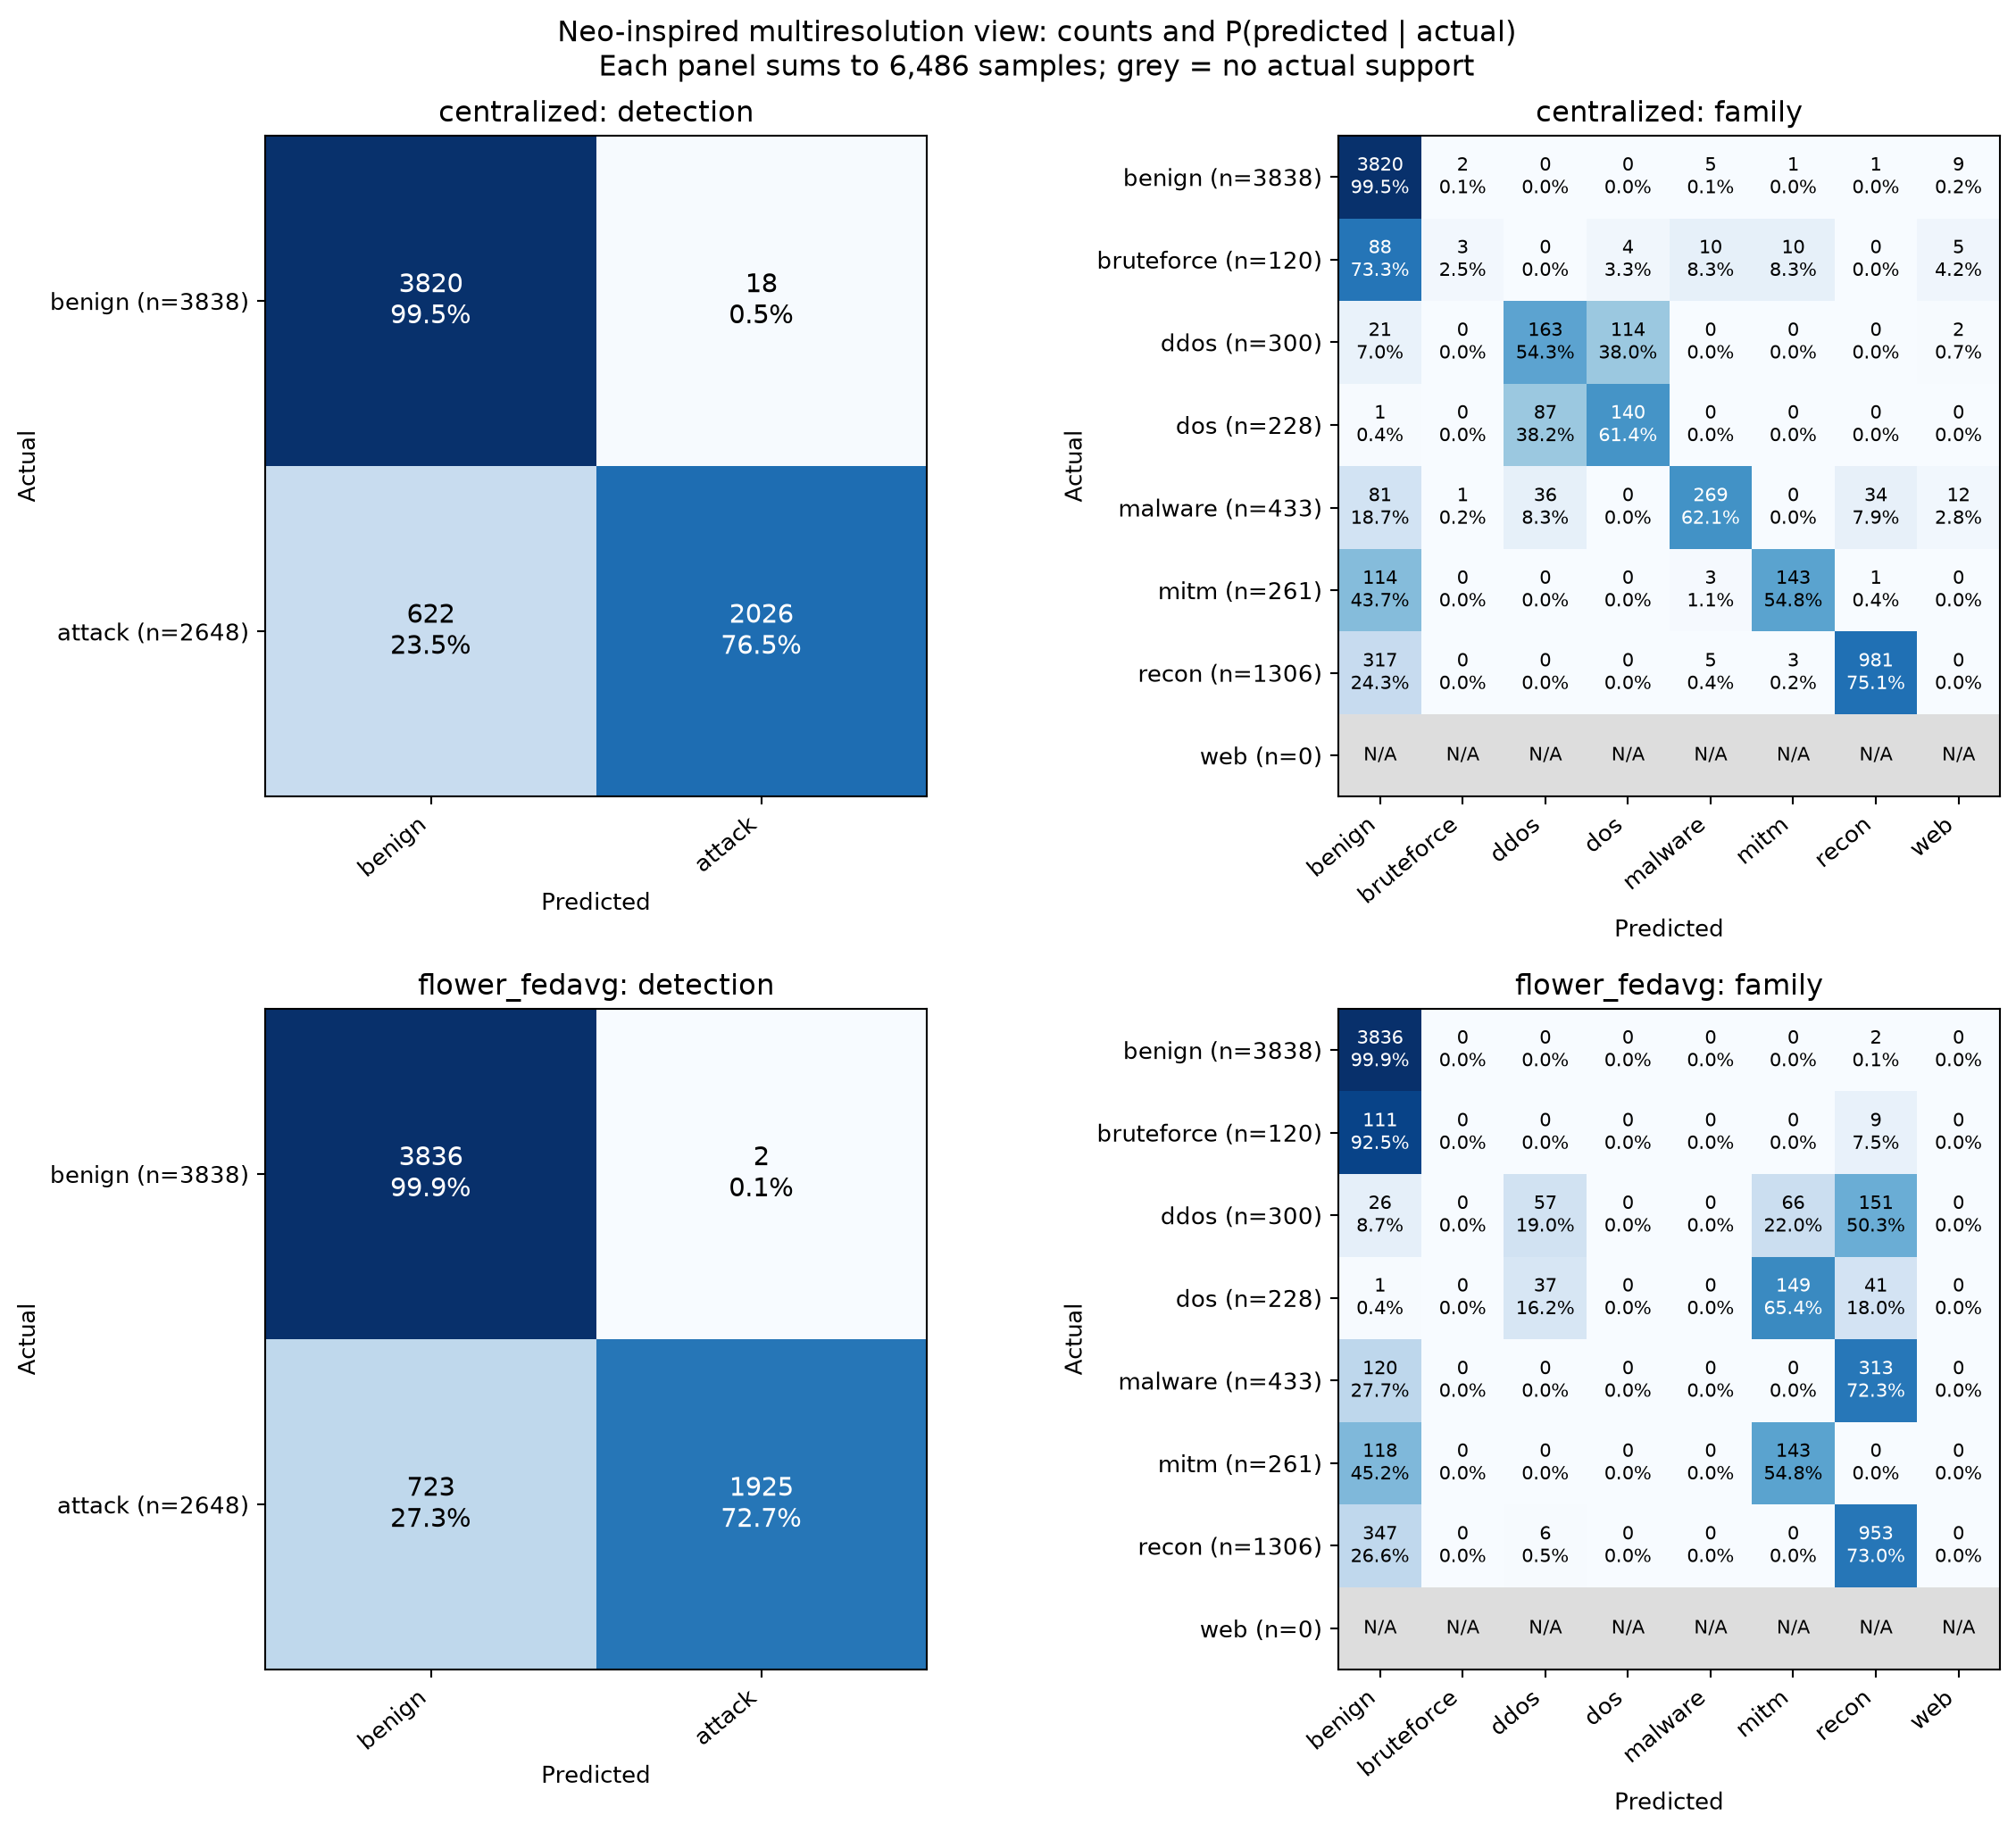 Neo-inspired multiresolution view: counts and P(predicted | actual)
Each panel sums to 6,486 samples; grey = no actual support
centralized: detection
Actual
benign (n=3838)
3820 18
99.5% 0.5%
attack (n=2648)
622 2026
23.5% 76.5%
benign attack
Predicted
centralized: family
Actual
benign (n=3838)
3820 2 0 0 5 1 1 9
99.5% 0.1% 0.0% 0.0% 0.1% 0.0% 0.0% 0.2%
bruteforce (n=120)
88 3 0 4 10 10 0 5
73.3% 2.5% 0.0% 3.3% 8.3% 8.3% 0.0% 4.2%
ddos (n=300)
21 0 163 114 0 0 0 2
7.0% 0.0% 54.3% 38.0% 0.0% 0.0% 0.0% 0.7%
dos (n=228)
1 0 87 140 0 0 0 0
0.4% 0.0% 38.2% 61.4% 0.0% 0.0% 0.0% 0.0%
malware (n=433)
81 1 36 0 269 0 34 12
18.7% 0.2% 8.3% 0.0% 62.1% 0.0% 7.9% 2.8%
mitm (n=261)
114 0 0 0 3 143 1 0
43.7% 0.0% 0.0% 0.0% 1.1% 54.8% 0.4% 0.0%
recon (n=1306)
317 0 0 0 5 3 981 0
24.3% 0.0% 0.0% 0.0% 0.4% 0.2% 75.1% 0.0%
web (n=0)
N/A N/A N/A N/A N/A N/A N/A N/A
benign bruteforce ddos dos malware mitm recon web
Predicted
flower_fedavg: detection
Actual
benign (n=3838)
3836 2
99.9% 0.1%
attack (n=2648)
723 1925
27.3% 72.7%
benign attack
Predicted
flower_fedavg: family
Actual
benign (n=3838)
3836 0 0 0 0 0 2 0
99.9% 0.0% 0.0% 0.0% 0.0% 0.0% 0.1% 0.0%
bruteforce (n=120)
111 0 0 0 0 0 9 0
92.5% 0.0% 0.0% 0.0% 0.0% 0.0% 7.5% 0.0%
ddos (n=300)
26 0 57 0 0 66 151 0
8.7% 0.0% 19.0% 0.0% 0.0% 22.0% 50.3% 0.0%
dos (n=228)
1 0 37 0 0 149 41 0
0.4% 0.0% 16.2% 0.0% 0.0% 65.4% 18.0% 0.0%
malware (n=433)
120 0 0 0 0 0 313 0
27.7% 0.0% 0.0% 0.0% 0.0% 0.0% 72.3% 0.0%
mitm (n=261)
118 0 0 0 0 143 0 0
45.2% 0.0% 0.0% 0.0% 0.0% 54.8% 0.0% 0.0%
recon (n=1306)
347 0 6 0 0 0 953 0
26.6% 0.0% 0.5% 0.0% 0.0% 0.0% 73.0% 0.0%
web (n=0)
N/A N/A N/A N/A N/A N/A N/A N/A
benign bruteforce ddos dos malware mitm recon web
Predicted